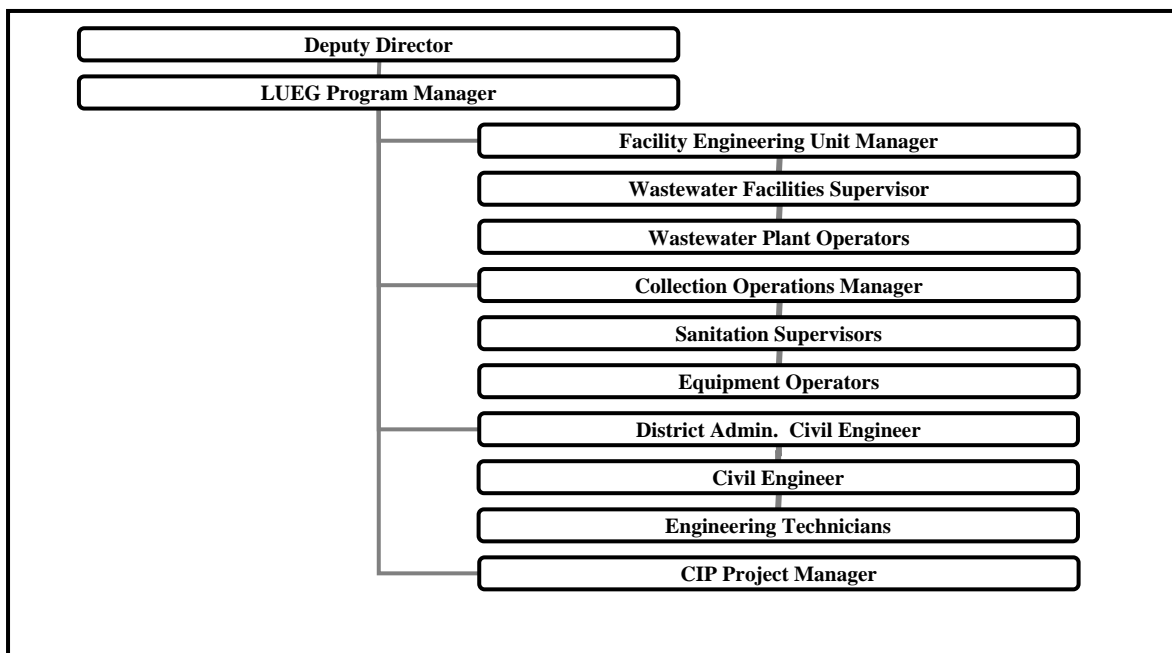 Deputy Director
LUEG Program Manager
Facility Engineering Unit Manager
Wastewater Facilities Supervisor
Wastewater Plant Operators
Collection Operations Manager
Sanitation Supervisors
Equipment Operators
District Admin.  Civil Engineer
Civil Engineer
Engineering Technicians
CIP Project Manager